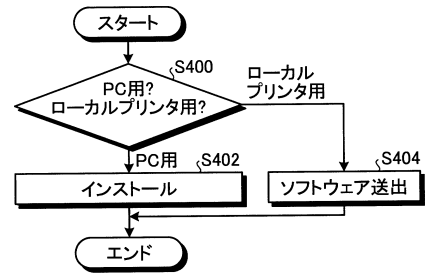 スタート
S400
PC用?
ローカルプリンタ用?
ローカル
プリンタ用
PC用
S402
インストール
S404
ソフトウェア送出
エンド